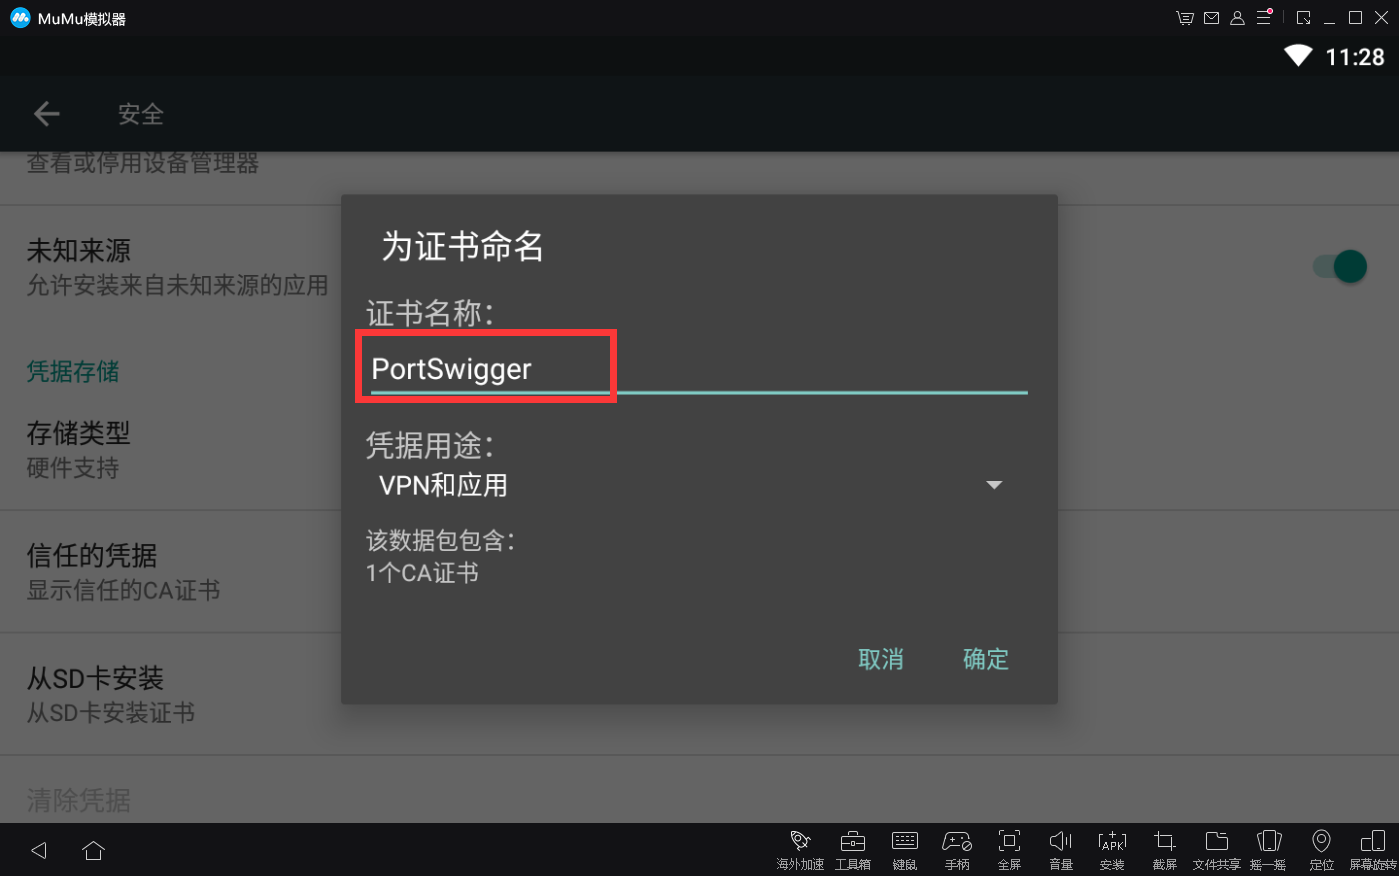 MuMu模拟器
11:28
安全
查看或停用设备管理器
未知来源
允许安装来自未知来源的应用
凭据存储
存储类型
硬件支持
信任的凭据
显示信任的CA证书
从SD卡安装
从SD卡安装证书
清除凭据
为证书命名
证书名称：
PortSwigger
凭据用途：
VPN和应用
该数据包包含：
1个CA证书
取消
确定
APK
海外加速
工具箱
键鼠
手柄
全屏
音量
安装
截屏
文件共享
摇一摇
定位
屏幕旋转